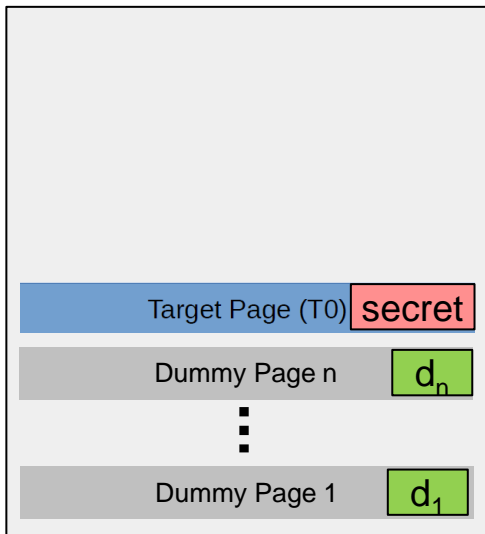 Target Page (T0) secret
Dummy Page n dₙ
Dummy Page 1 d₁